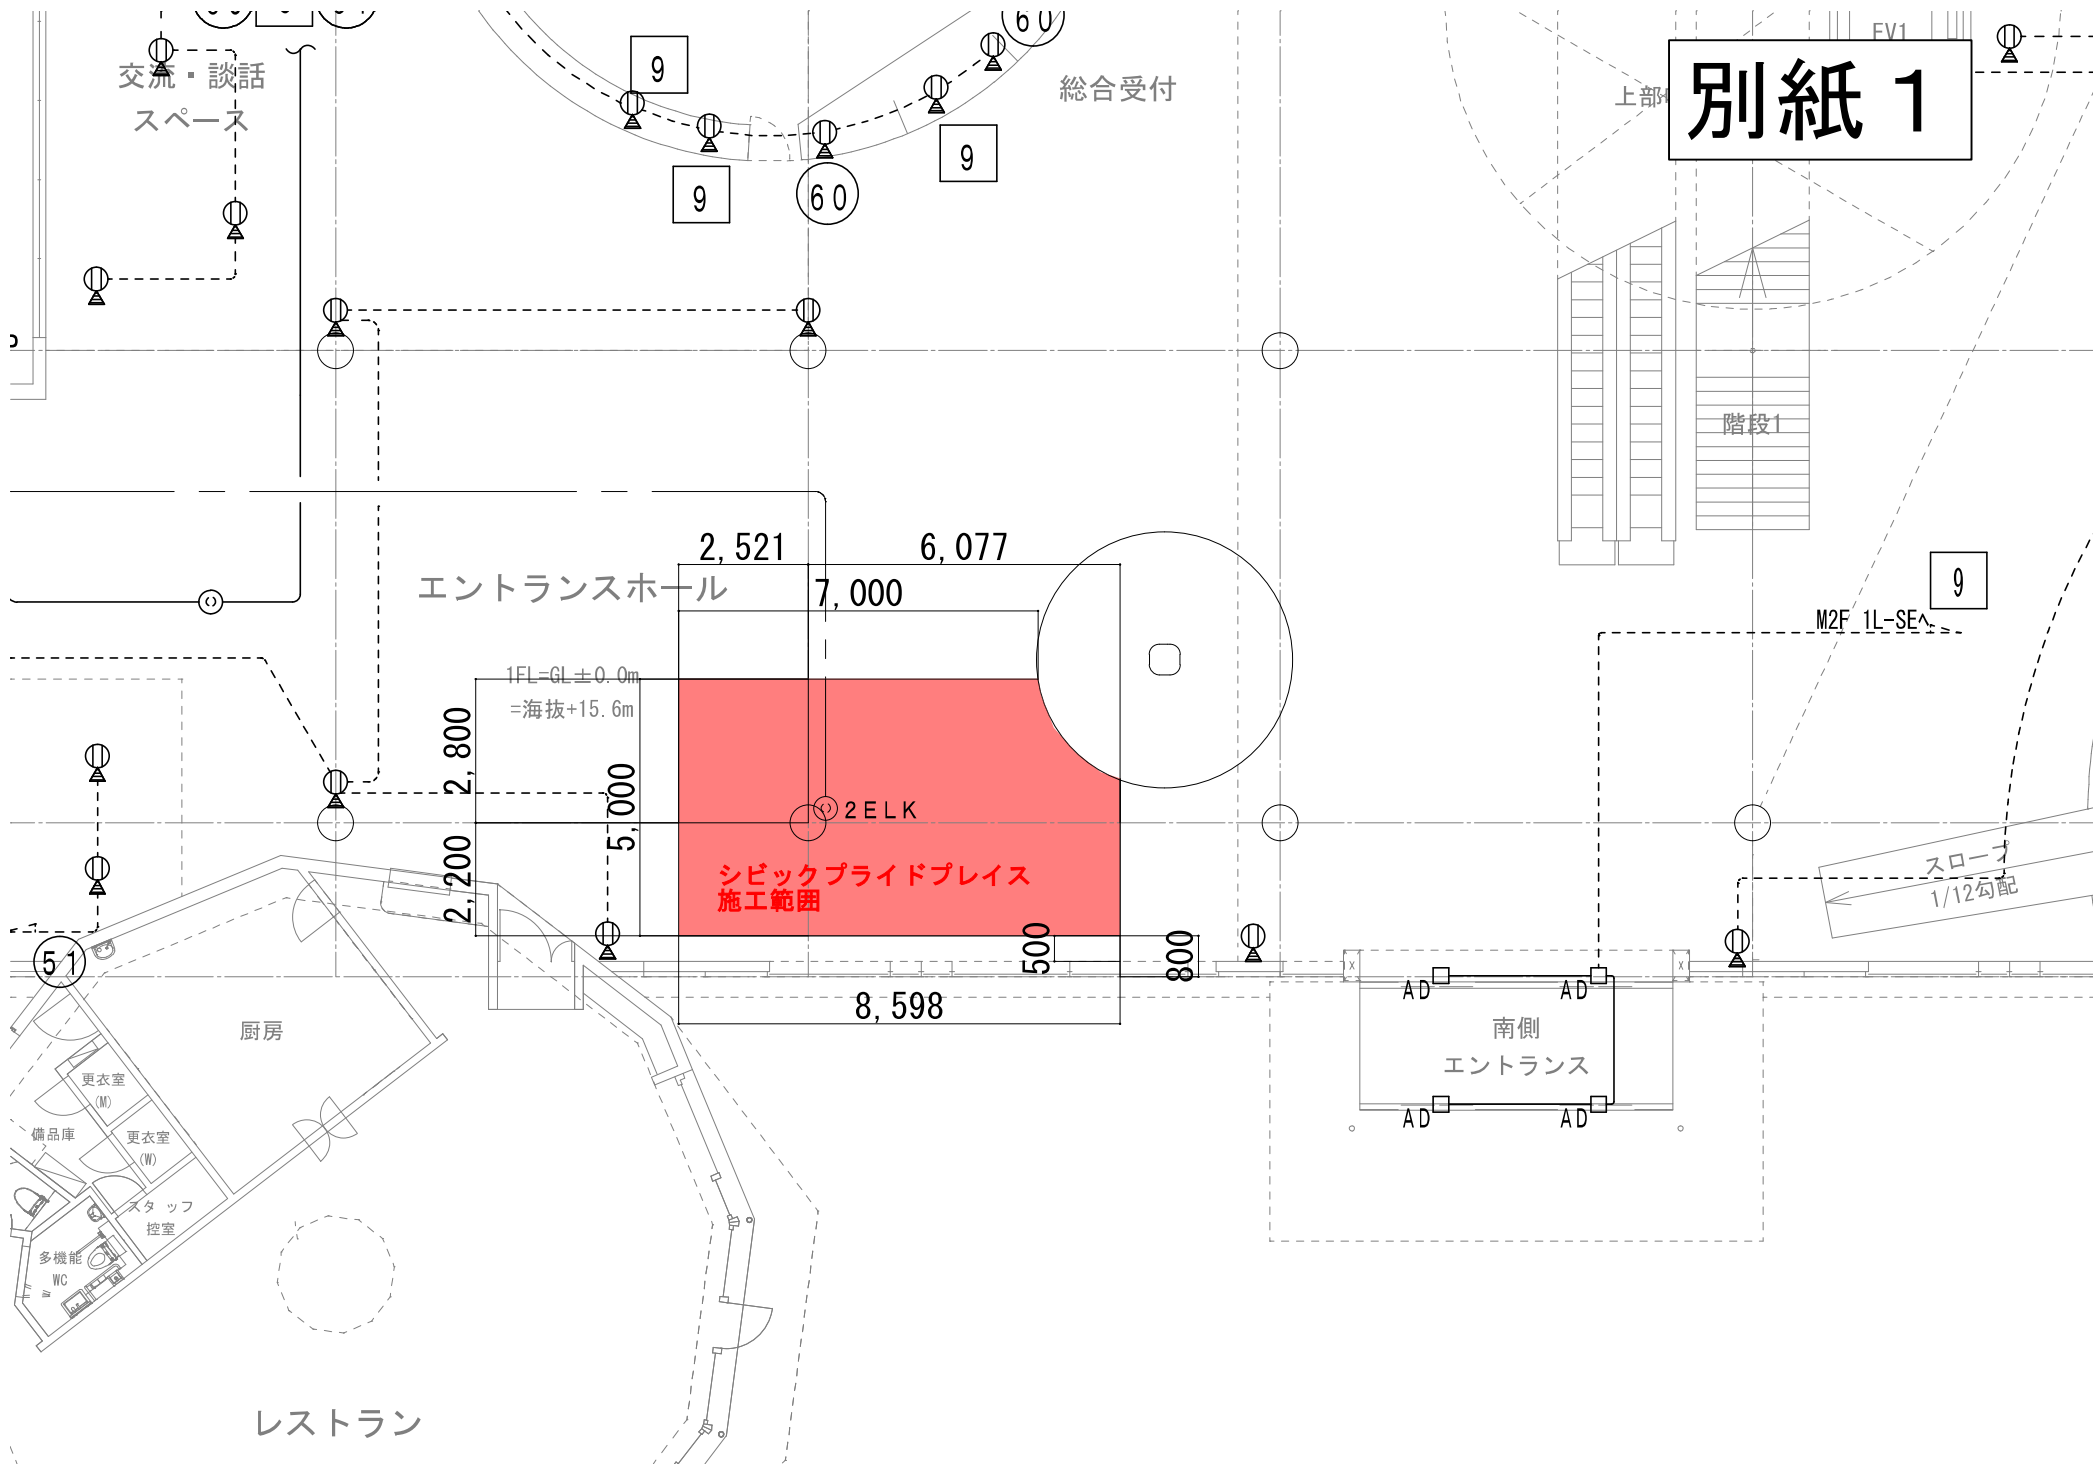 60
EV1
別紙 1
9
交流・談話
スペース
総合受付
上部
9
9
60
階段1
2,521
6,077
エントランスホール
7,000
9
M2F 1L-SEへ
1FL=GL±0.0m
=海抜+15.6m
2,800
5,000
2ELK
2,200
シビックプライドプレイス
施工範囲
スロープ
1/12勾配
500
800
51
8,598
AD
AD
厨房
南側
エントランス
更衣室
(M)
AD
AD
備品庫
更衣室
(W)
スタッフ
控室
多機能
WC
レストラン